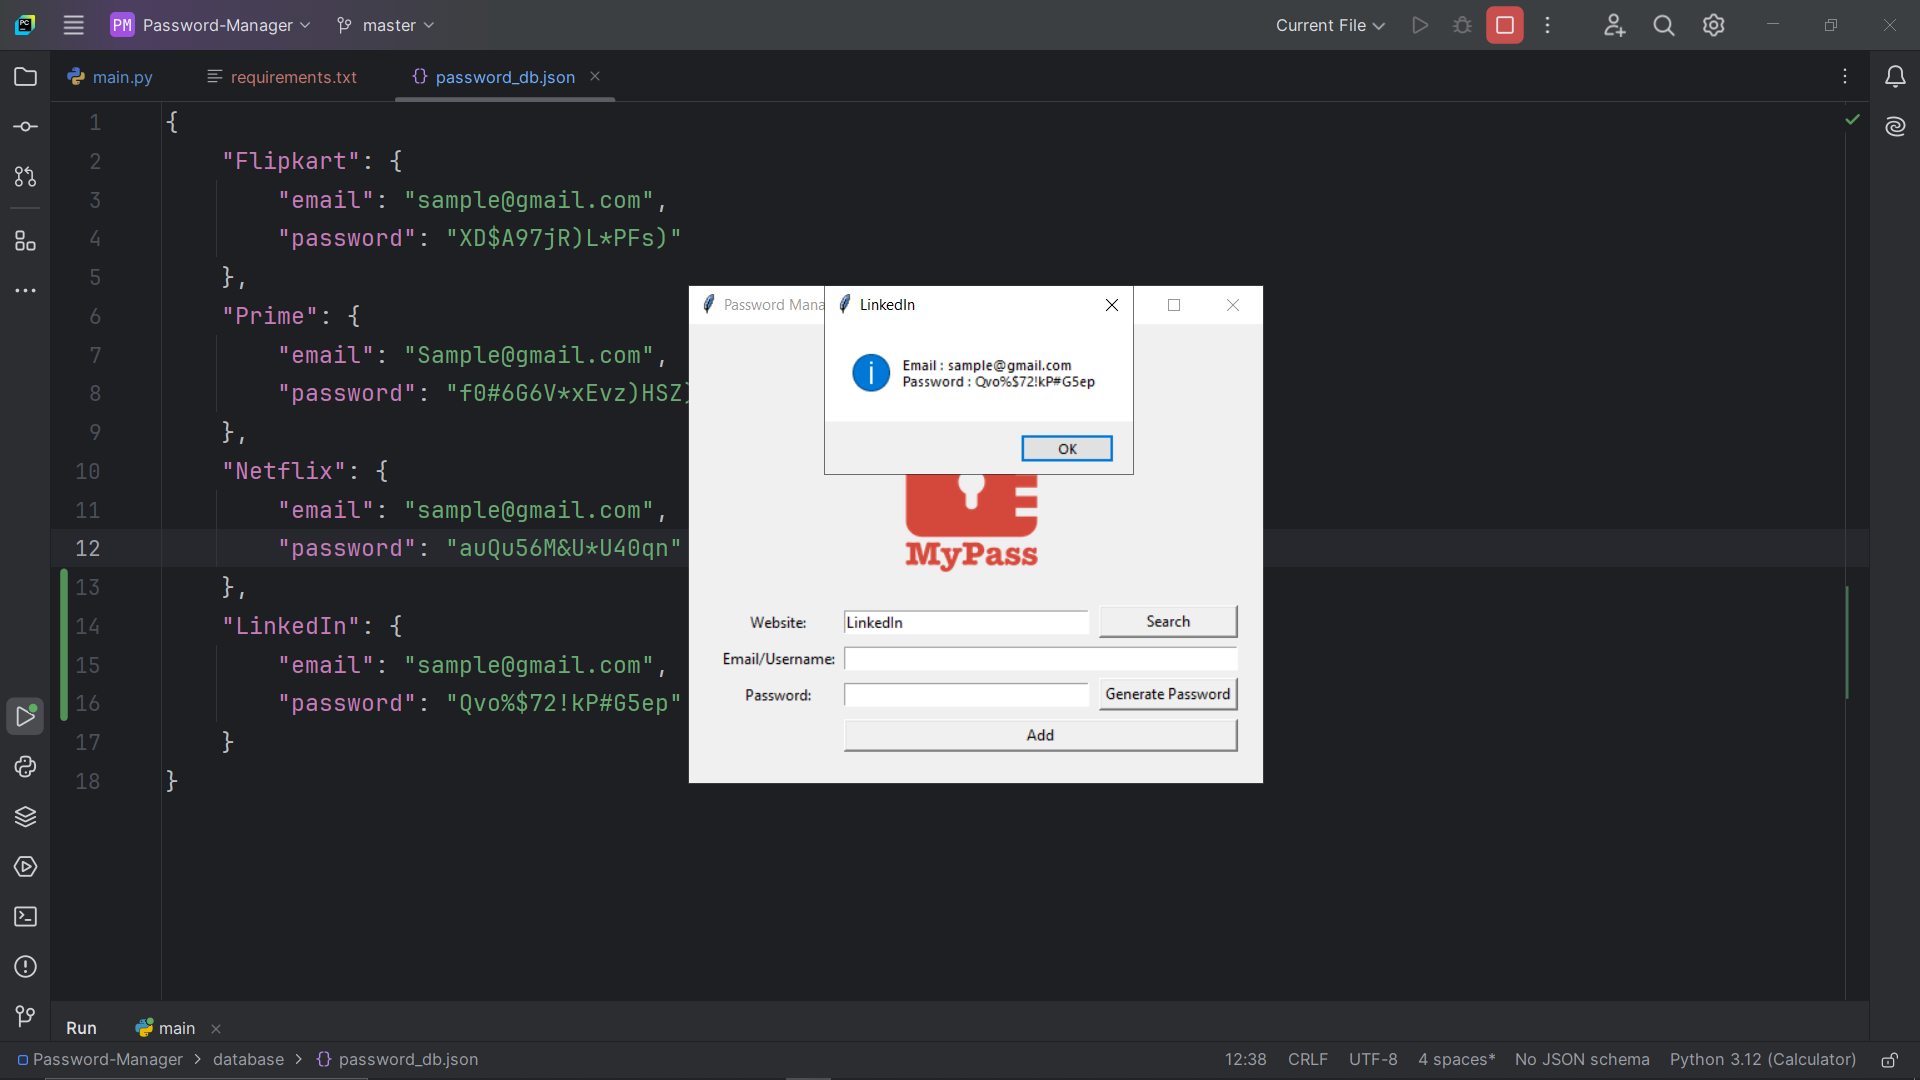 PM Password-Manager master Current File
main.py requirements.txt {} password_db.json
1 {
2 "Flipkart": {
3 "email": "sample@gmail.com",
4 "password": "XD$A97jR)L*PFs)"
5 },
6 "Prime": {
7 "email": "Sample@gmail.com",
8 "password": "f0#6G6V*xEvz)HSZ)
9 },
10 "Netflix": {
11 "email": "sample@gmail.com",
12 "password": "auQu56M&U*U40qn"
13 },
14 "LinkedIn": {
15 "email": "sample@gmail.com",
16 "password": "Qvo%$72!kP#G5ep"
17 }
18 }
Password Mana
LinkedIn
Email : sample@gmail.com
Password : Qvo%$72!kP#G5ep
OK
MyPass
Website: LinkedIn Search
Email/Username:
Password: Generate Password
Add
Run main
Password-Manager > database > {} password_db.json 12:38 CRLF UTF-8 4 spaces* No JSON schema Python 3.12 (Calculator)